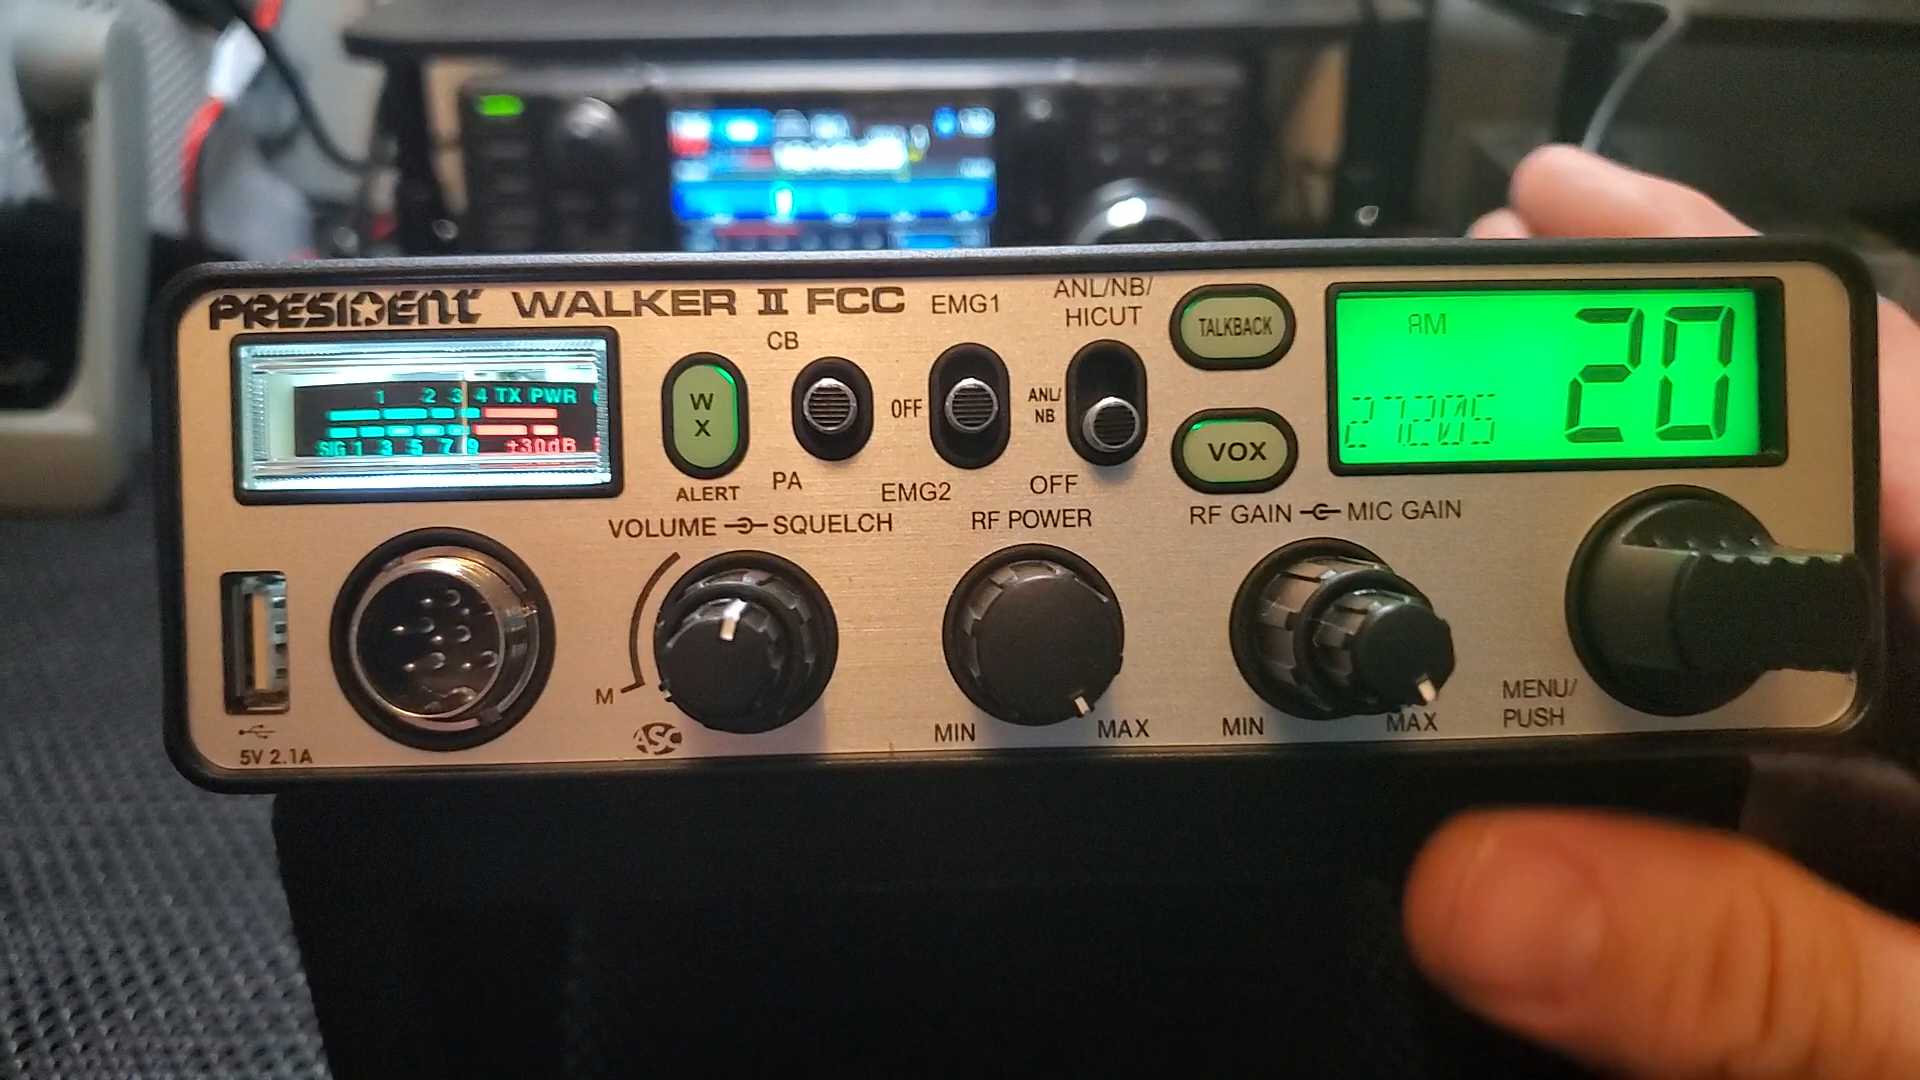 PRESIDENT WALKER II FCC
EMG1
ANL/NB/
HICUT
CB
TALKBACK
AM
20
27.205
1 2 3 4 TX PWR
SIG 1 3 5 7 9 +30dB
W
X
OFF
ANL/
NB
VOX
ALERT
PA
EMG2
OFF
VOLUME SQUELCH
RF POWER
RF GAIN MIC GAIN
M
ASC
MIN
MAX
MIN
MAX
MENU/
PUSH
5V 2.1A